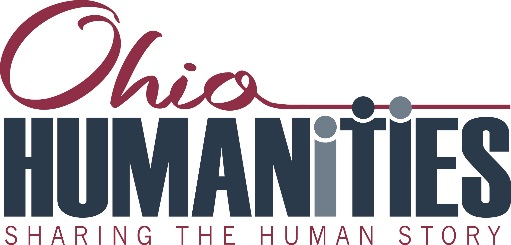 Ohio
HUMANiTiES
SHARING THE HUMAN STORY